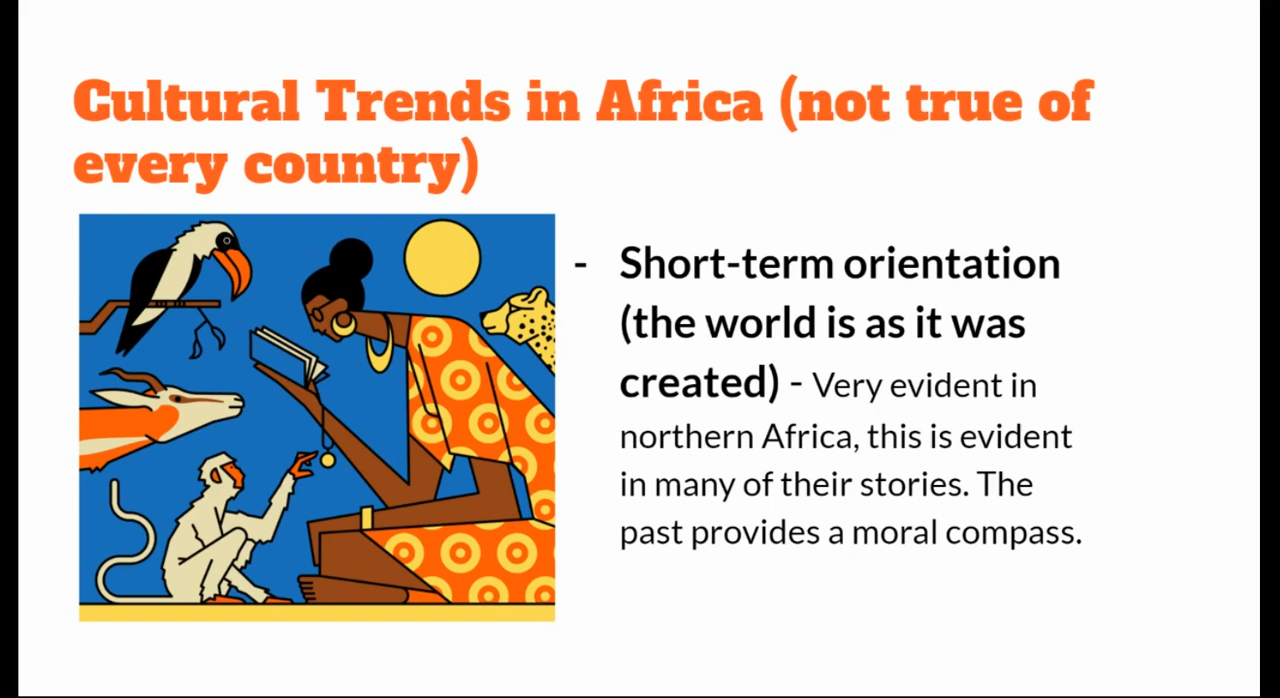 Cultural Trends in Africa (not true of
every country)
- Short-term orientation
(the world is as it was
created) - Very evident in
northern Africa, this is evident
in many of their stories. The
past provides a moral compass.